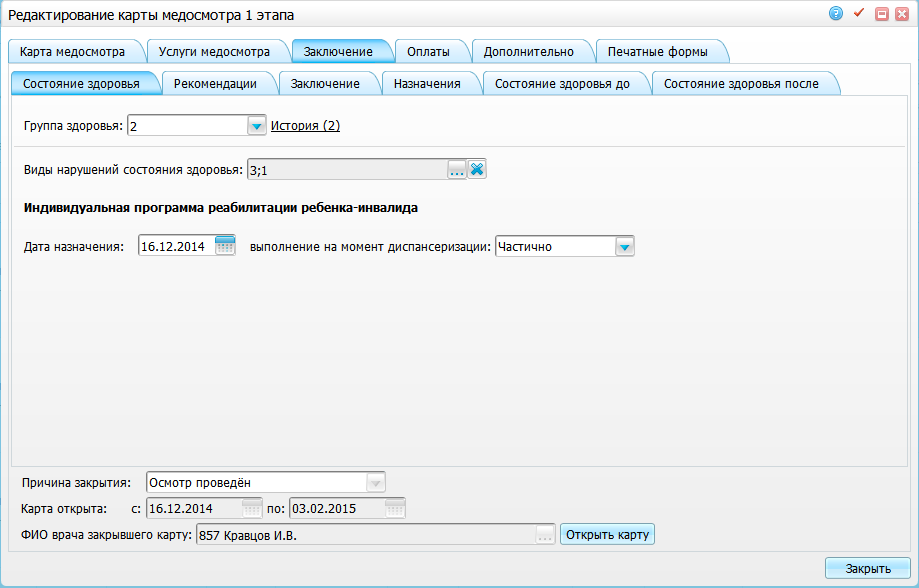 Редактирование карты медосмотра 1 этапа
Карта медосмотра Услуги медосмотра Заключение Оплаты Дополнительно Печатные формы
Состояние здоровья Рекомендации Заключение Назначения Состояние здоровья до Состояние здоровья после
Группа здоровья: 2 История (2)
Виды нарушений состояния здоровья: 3;1 ...
Индивидуальная программа реабилитации ребенка-инвалида
Дата назначения: 16.12.2014 выполнение на момент диспансеризации: Частично
Причина закрытия: Осмотр проведён
Карта открыта: с: 16.12.2014 по: 03.02.2015
ФИО врача закрывшего карту: 857 Кравцов И.В. ... Открыть карту
Закрыть